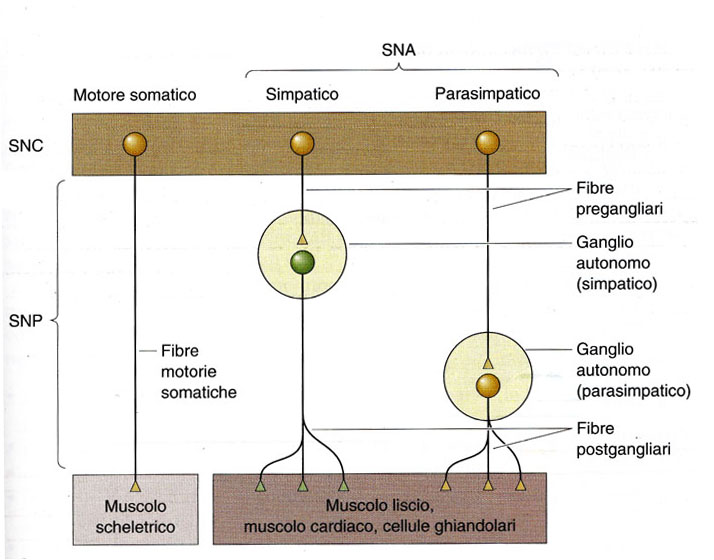 SNA
Motore somatico
Simpatico
Parasimpatico
SNC
Fibre
pregangliari
Ganglio
autonomo
(simpatico)
SNP
Fibre
motorie
somatiche
Ganglio
autonomo
(parasimpatico)
Fibre
postgangliari
Muscolo
scheletrico
Muscolo liscio,
muscolo cardiaco, cellule ghiandolari